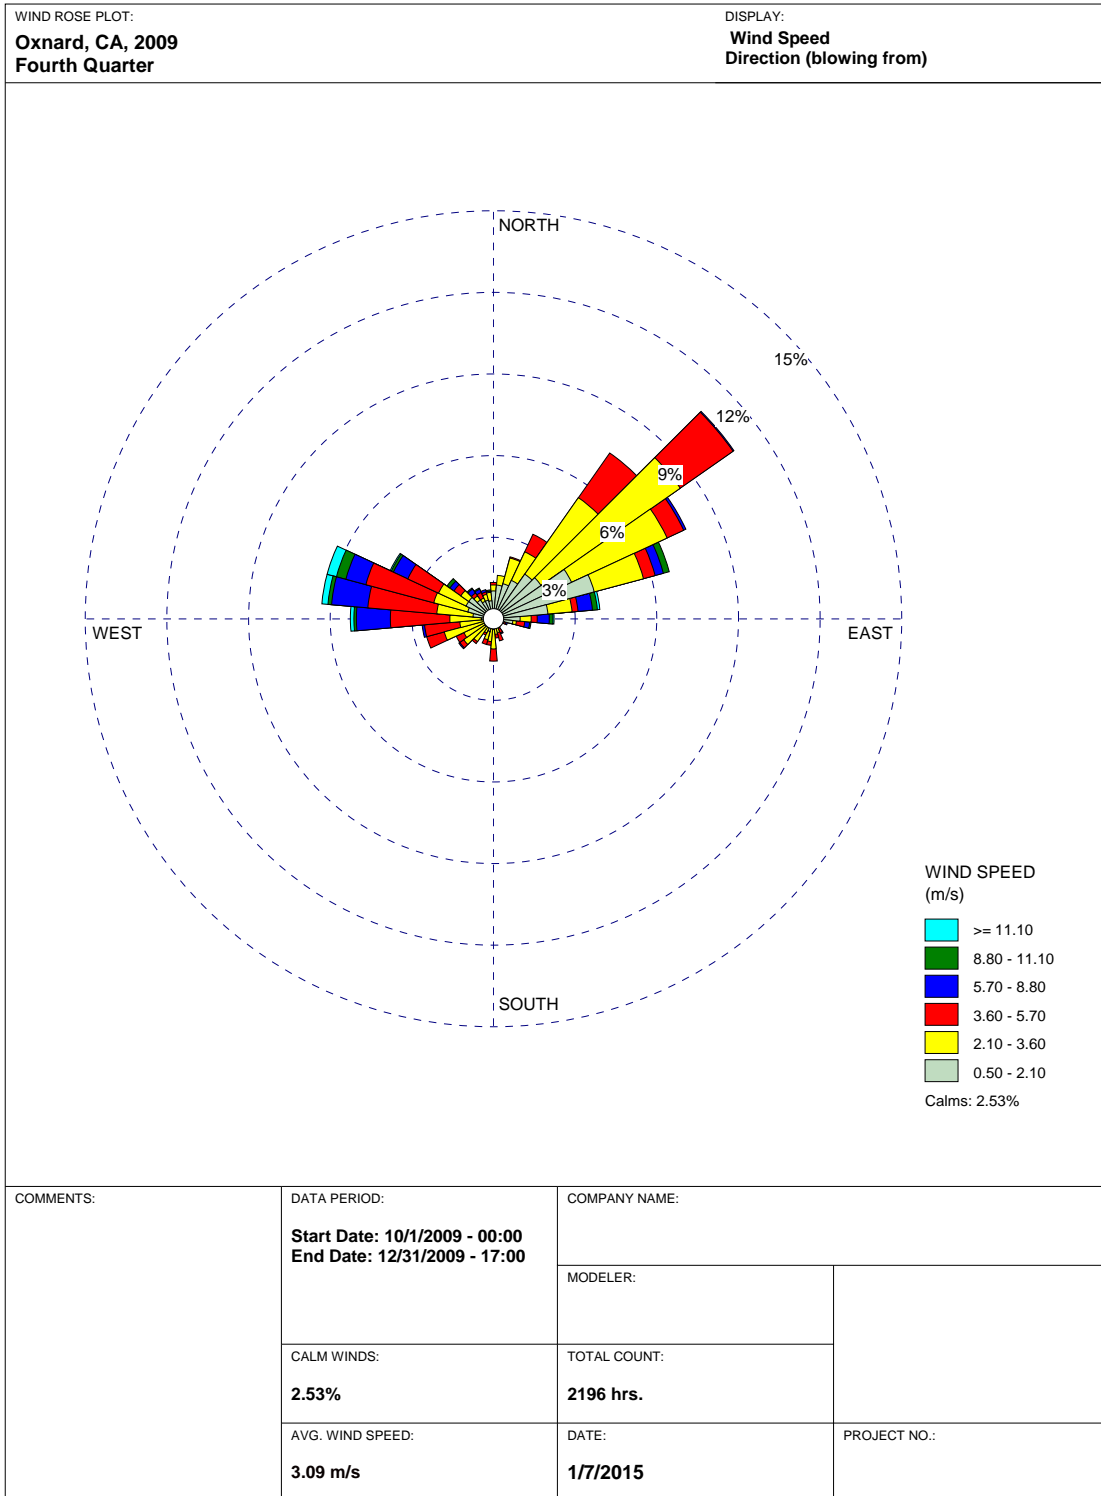 WIND ROSE PLOT:
Oxnard, CA, 2009
Fourth Quarter
DISPLAY:
Wind Speed
Direction (blowing from)
NORTH
15%
12%
9%
6%
3%
WEST
EAST
SOUTH
WIND SPEED
(m/s)
>= 11.10
8.80 - 11.10
5.70 - 8.80
3.60 - 5.70
2.10 - 3.60
0.50 - 2.10
Calms: 2.53%
COMMENTS:
DATA PERIOD:
Start Date: 10/1/2009 - 00:00
End Date: 12/31/2009 - 17:00
COMPANY NAME:
MODELER:
CALM WINDS:
2.53%
TOTAL COUNT:
2196 hrs.
AVG. WIND SPEED:
3.09 m/s
DATE:
1/7/2015
PROJECT NO.: